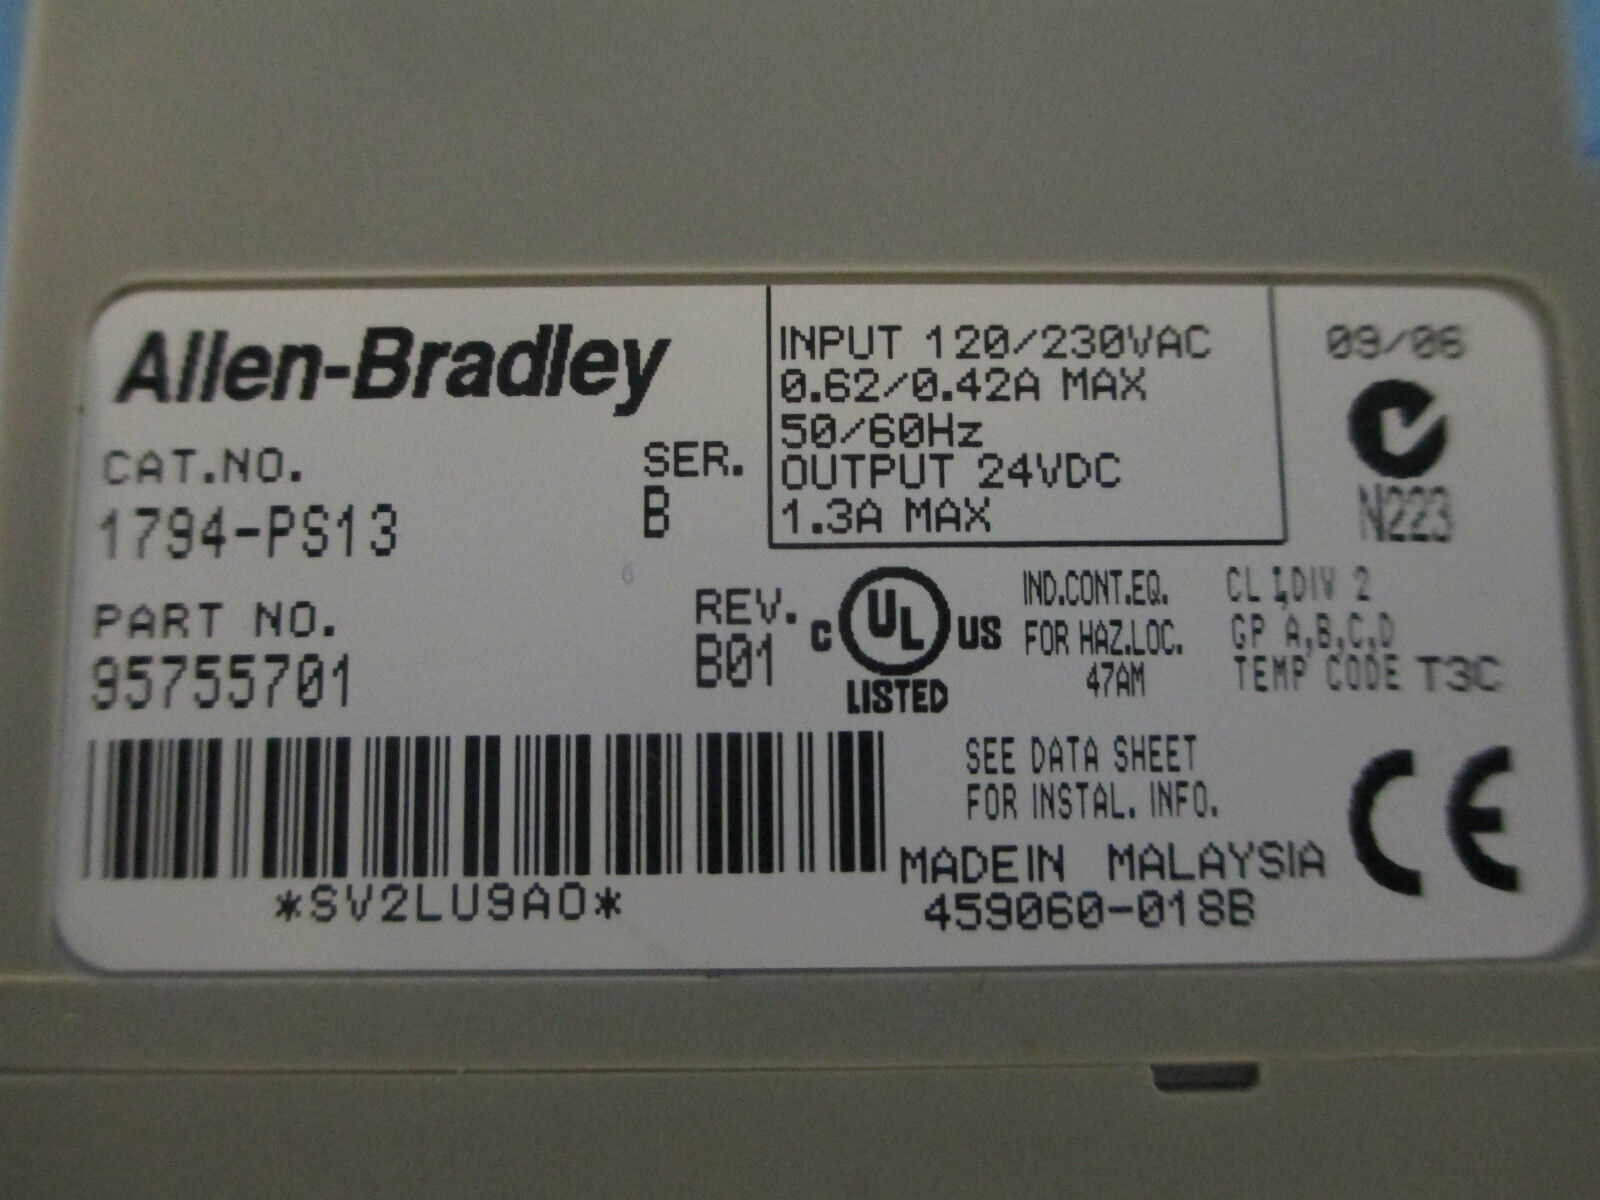 Allen-Bradley
CAT.NO.
SER.
1794-PS13
B
PART NO.
REV.
95755701
B01
*SV2LU9A0*
INPUT 120/230VAC
0.62/0.42A MAX
50/60Hz
OUTPUT 24VDC
1.3A MAX
09/06
N223
C UL US
LISTED
IND.CONT.EQ.
FOR HAZ.LOC.
47AM
CL I,DIV 2
GP A,B,C,D
TEMP CODE T3C
SEE DATA SHEET
FOR INSTAL. INFO.
MADE IN MALAYSIA
459060-018B
CE